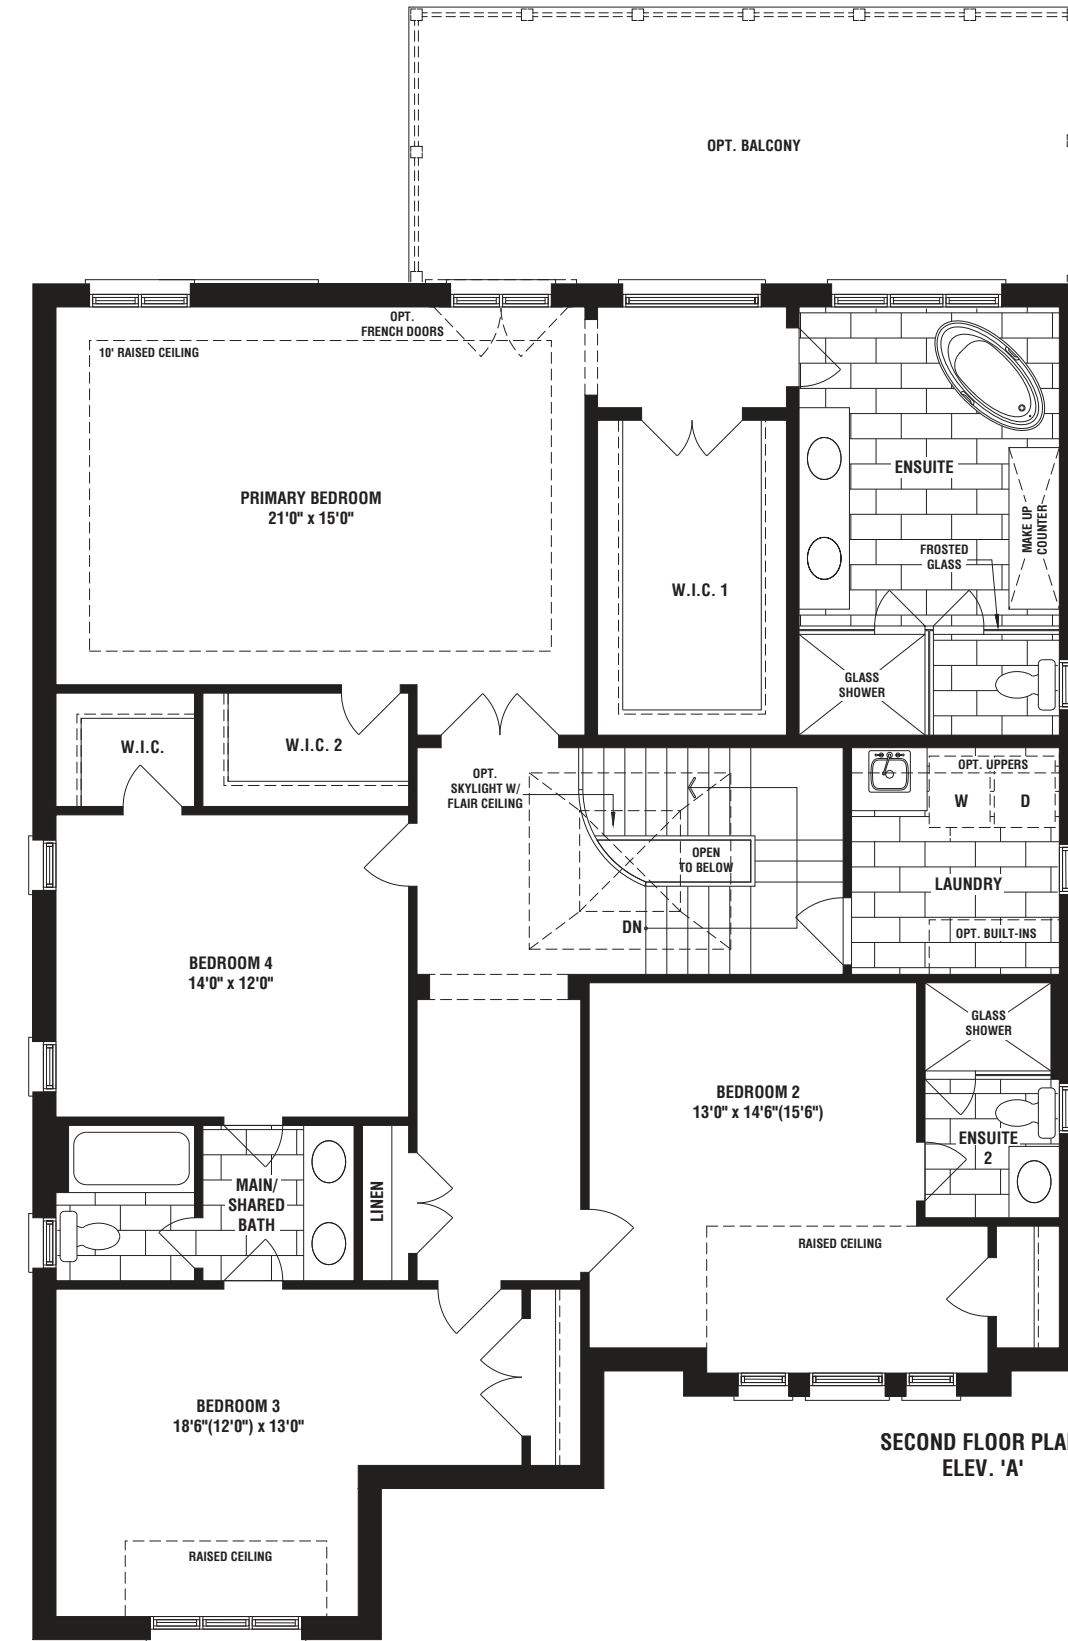 OPT. BALCONY
OPT.
FRENCH DOORS
10' RAISED CEILING
PRIMARY BEDROOM
21'0" x 15'0"
ENSUITE
MAKE UP
COUNTER
FROSTED
GLASS
W.I.C. 1
GLASS
SHOWER
W.I.C.
W.I.C. 2
OPT.
SKYLIGHT W/
FLAIR CEILING
OPT. UPPERS
W
D
OPEN
TO BELOW
LAUNDRY
DN
OPT. BUILT-INS
BEDROOM 4
14'0" x 12'0"
GLASS
SHOWER
BEDROOM 2
13'0" x 14'6"(15'6")
ENSUITE
2
MAIN/
SHARED
BATH
LINEN
RAISED CEILING
BEDROOM 3
18'6"(12'0") x 13'0"
SECOND FLOOR PLA
ELEV. 'A'
RAISED CEILING